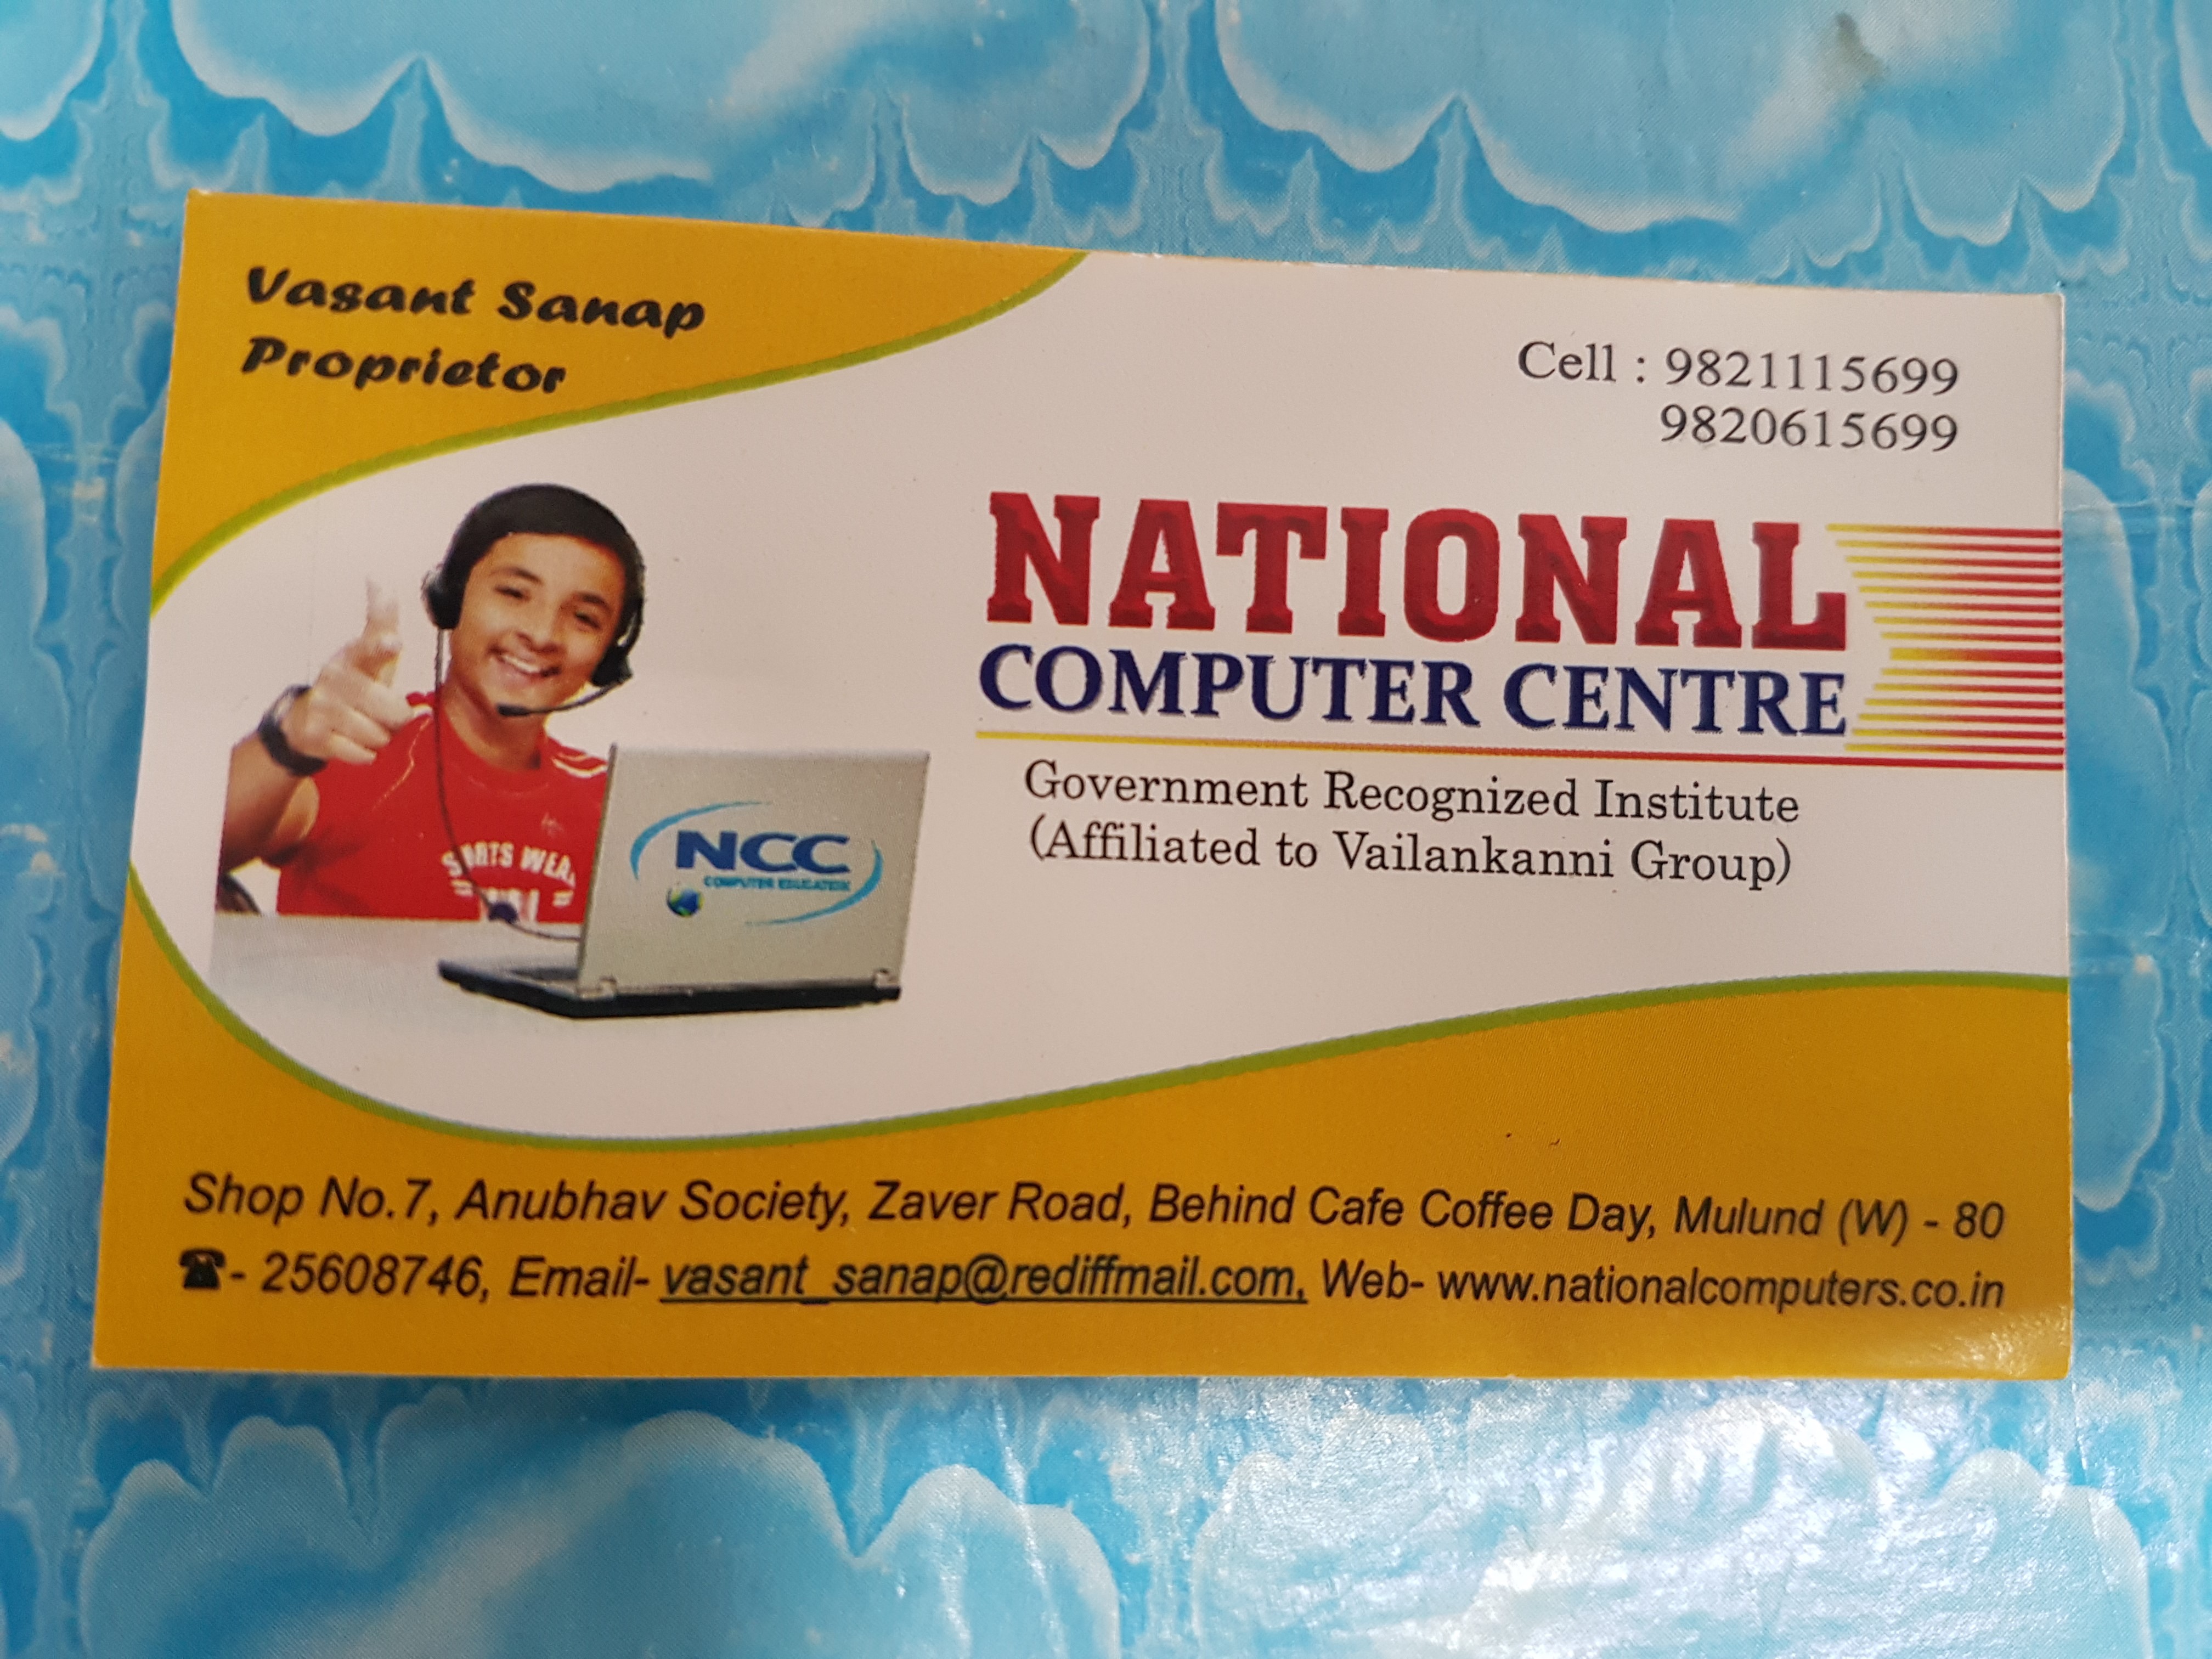 Vasant Sanap
Proprietor
Cell : 9821115699
9820615699
NATIONAL
COMPUTER CENTRE
Government Recognized Institute
(Affiliated to Vailankanni Group)
NCC
COMPUTER EDUCATION
Shop No.7, Anubhav Society, Zaver Road, Behind Cafe Coffee Day, Mulund (W) - 80
☎- 25608746, Email- vasant_sanap@rediffmail.com, Web- www.nationalcomputers.co.in